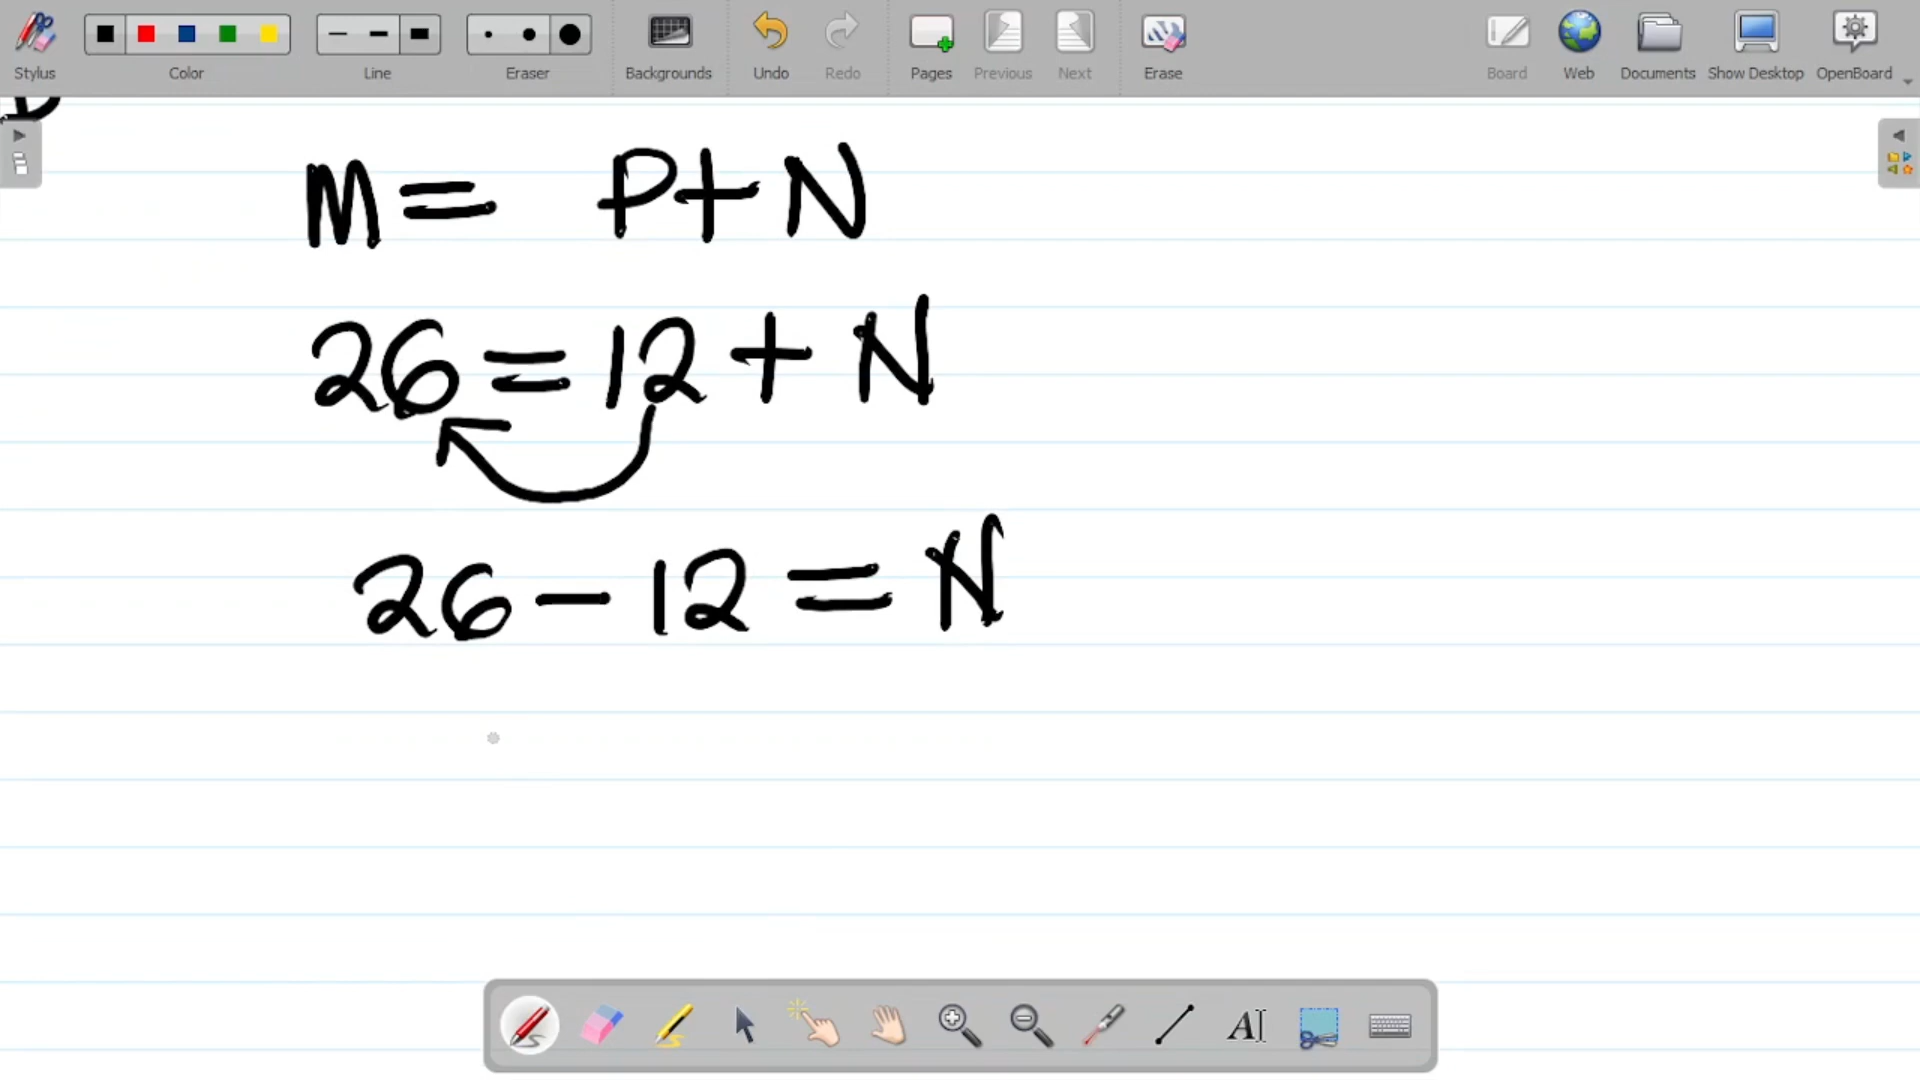 Stylus Color Line Eraser Backgrounds Undo Redo Pages Previous Next Erase Board Web Documents Show Desktop OpenBoard
M = P + N
26 = 12 + N
26 - 12 = N